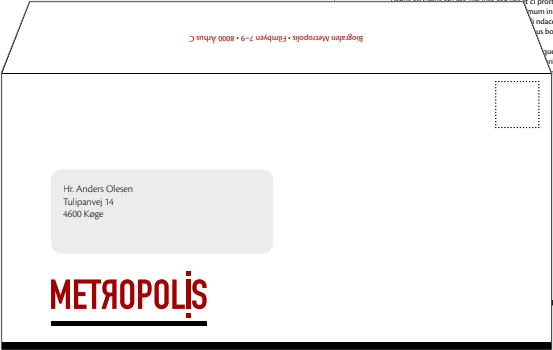 Biografen Metropolis • Filmbyen 7-9 • 8000 Århus C
Hr. Anders Olesen
Tulipanvej 14
4600 Køge
METROPOLIS